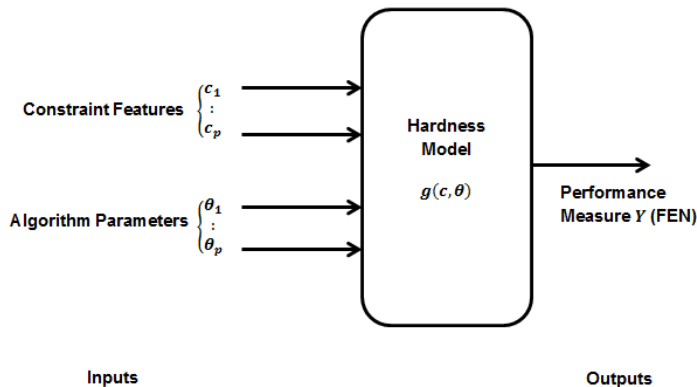 Constraint Features
c₁
:
cₚ
Hardness
Model
g(c, θ)
Algorithm Parameters
θ₁
:
θₚ
Performance
Measure Y (FEN)
Inputs
Outputs